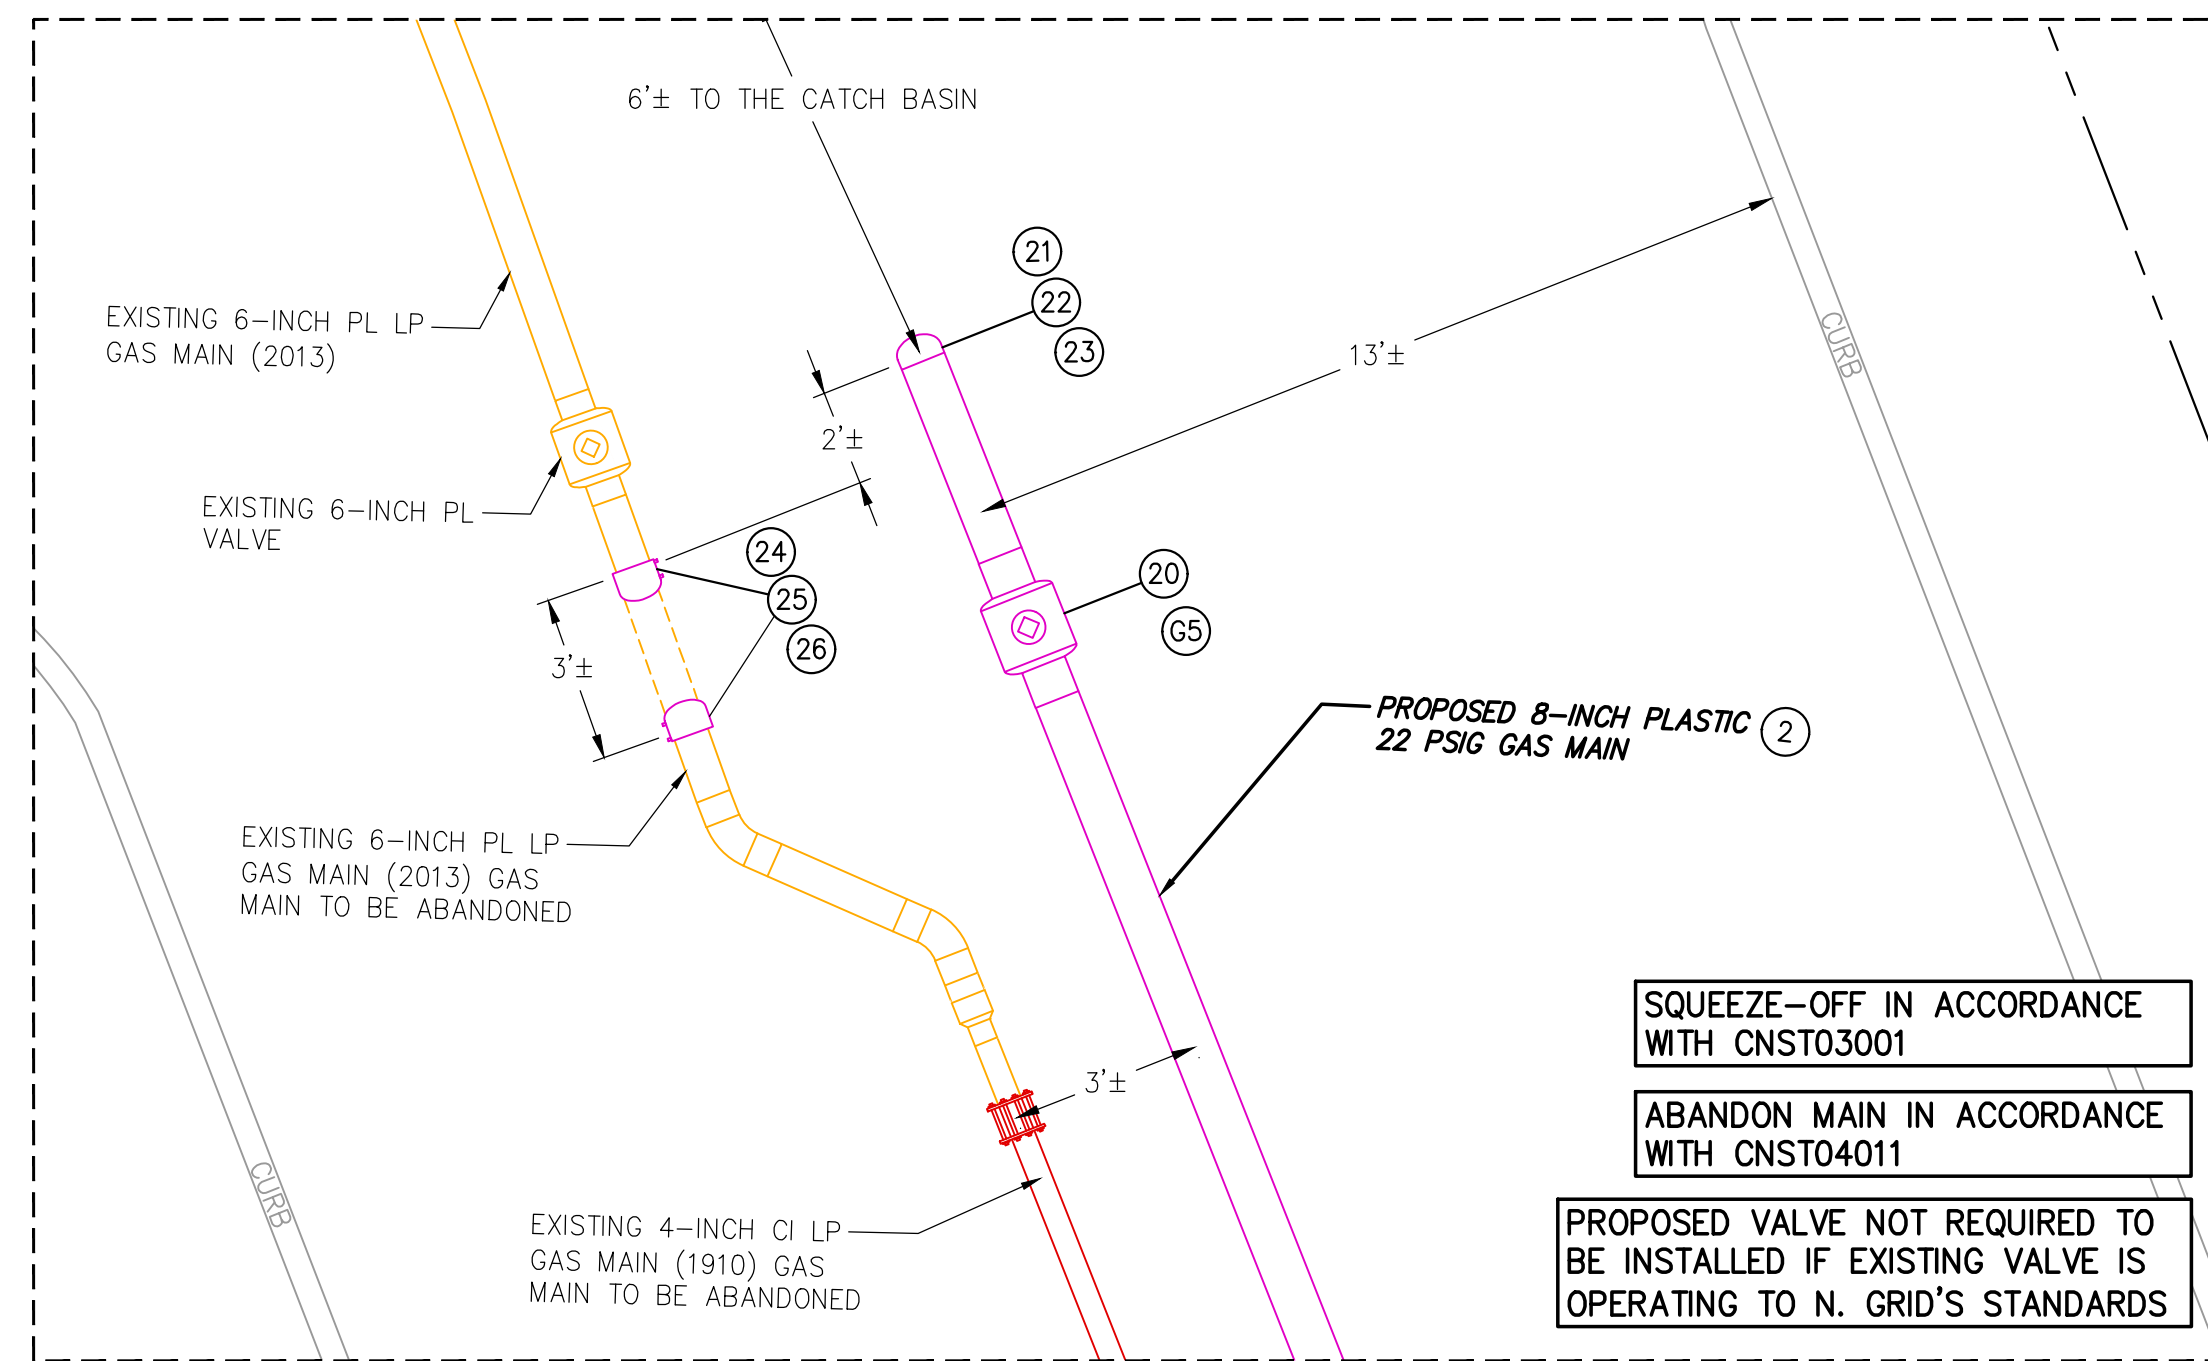 6'± TO THE CATCH BASIN
21
22
23
EXISTING 6-INCH PL LP
GAS MAIN (2013)
CURB
13'±
2'±
EXISTING 6-INCH PL
VALVE
24
25
26
20
G5
3'±
PROPOSED 8-INCH PLASTIC
22 PSIG GAS MAIN
2
EXISTING 6-INCH PL LP
GAS MAIN (2013) GAS
MAIN TO BE ABANDONED
SQUEEZE-OFF IN ACCORDANCE
WITH CNST03001
3'±
ABANDON MAIN IN ACCORDANCE
WITH CNST04011
CURB
EXISTING 4-INCH CI LP
GAS MAIN (1910) GAS
MAIN TO BE ABANDONED
PROPOSED VALVE NOT REQUIRED TO
BE INSTALLED IF EXISTING VALVE IS
OPERATING TO N. GRID'S STANDARDS